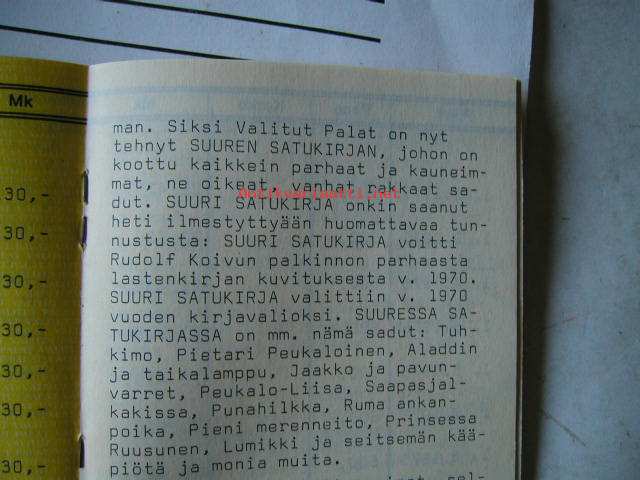 Mk
30,-
30,-
30,-
30,-
30,-
30,-
30,-
man. Siksi Valitut Palat on nyt
tehnyt SUUREN SATUKIRJAN, johon on
koottu kaikkein parhaat ja kauneim-
mat, ne oikeat, vanhat rakkaat sa-
dut. SUURI SATUKIRJA onkin saanut
heti ilmestyttyään huomattavaa tun-
nustusta: SUURI SATUKIRJA voitti
Rudolf Koivun palkinnon parhaasta
lastenkirjan kuvituksesta v. 1970.
SUURI SATUKIRJA valittiin v. 1970
vuoden kirjavalioksi. SUURESSA SA-
TUKIRJASSA on mm. nämä sadut: Tuh-
kimo, Pietari Peukaloinen, Aladdin
ja taikalamppu, Jaakko ja pavun-
varret, Peukalo-Liisa, Saapasjal-
kakissa, Punahilkka, Ruma ankan-
poika, Pieni merenneito, Prinsessa
Ruusunen, Lumikki ja seitsemän kää-
piötä ja monia muita.